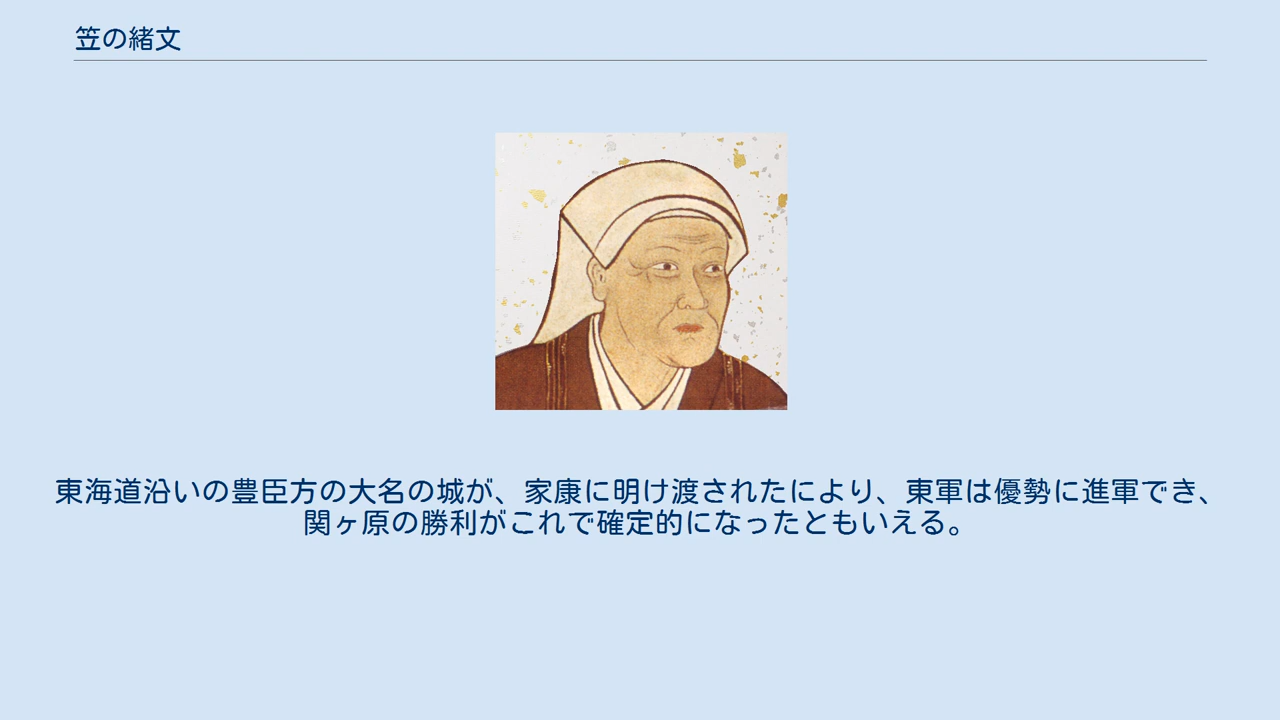 笠の緒文
東海道沿いの豊臣方の大名の城が、家康に明け渡されたにより、東軍は優勢に進軍でき、
関ヶ原の勝利がこれで確定的になったともいえる。